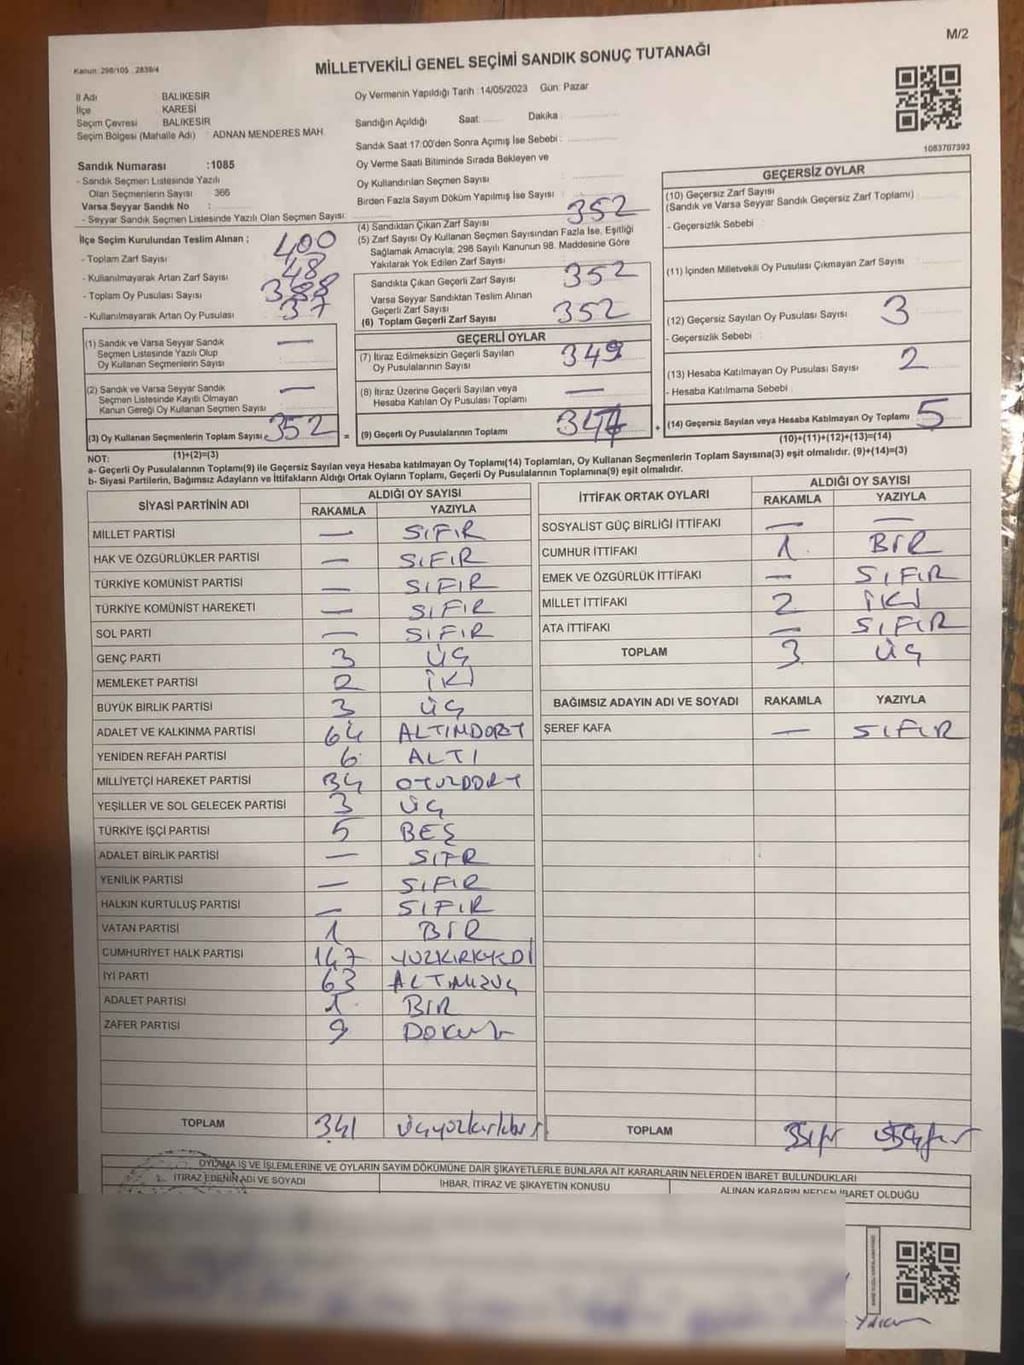 M/2
Kanun: 298/105 2839/4
MİLLETVEKİLİ GENEL SEÇİMİ SANDIK SONUÇ TUTANAĞI
İl Adı BALIKESİR
İlçe KARESİ
Seçim Çevresi BALIKESİR
Seçim Bölgesi (Mahalle Adı) : ADNAN MENDERES MAH.
Sandık Numarası :1085
- Sandık Seçmen Listesinde Yazılı
Olan Seçmenlerin Sayısı 366
Varsa Seyyar Sandık No :
- Seyyar Sandık Seçmen Listesinde Yazılı Olan Seçmen Sayısı:
Oy Vermenin Yapıldığı Tarih :14/05/2023 Gün: Pazar
Sandığın Açıldığı Saat: Dakika :
Sandık Saat 17:00'den Sonra Açımış İse Sebebi :
Oy Verme Saati Bitiminde Sırada Bekleyen ve
Oy Kullandırılan Seçmen Sayısı :
Birden Fazla Sayım Döküm Yapılmış İse Sayısı :
1083707393
İlçe Seçim Kurulundan Teslim Alınan ;
- Toplam Zarf Sayısı 400
- Kullanılmayarak Artan Zarf Sayısı 48
- Toplam Oy Pusulası Sayısı 388
- Kullanılmayarak Artan Oy Pusulası 37
(1) Sandık ve Varsa Seyyar Sandık
Seçmen Listesinde Yazılı Olup
Oy Kullanan Seçmenlerin Sayısı —
(2) Sandık ve Varsa Seyyar Sandık
Seçmen Listesinde Kayıtlı Olmayan
Kanun Gereği Oy Kullanan Seçmen Sayısı —
(3) Oy Kullanan Seçmenlerin Toplam Sayısı 352 =
(1)+(2)=(3)
(4) Sandıktan Çıkan Zarf Sayısı 352
(5) Zarf Sayısı Oy Kullanan Seçmen Sayısından Fazla İse, Eşitliği
Sağlamak Amacıyla, 298 Sayılı Kanunun 98. Maddesine Göre
Yakılarak Yok Edilen Zarf Sayısı
Sandıkta Çıkan Geçerli Zarf Sayısı 352
Varsa Seyyar Sandıktan Teslim Alınan
Geçerli Zarf Sayısı
(6) Toplam Geçerli Zarf Sayısı 352
GEÇERLİ OYLAR
(7) İtiraz Edilmeksizin Geçerli Sayılan
Oy Pusulalarının Sayısı 349
(8) İtiraz Üzerine Geçerli Sayılan veya
Hesaba Katılan Oy Pusulası Toplamı —
(9) Geçerli Oy Pusulalarının Toplamı +
GEÇERSİZ OYLAR
(10) Geçersiz Zarf Sayısı
(Sandık ve Varsa Seyyar Sandık Geçersiz Zarf Toplamı)
- Geçersizlik Sebebi :
(11) İçinden Milletvekili Oy Pusulası Çıkmayan Zarf Sayısı
(12) Geçersiz Sayılan Oy Pusulası Sayısı 3
- Geçersizlik Sebebi :
(13) Hesaba Katılmayan Oy Pusulası Sayısı 2
- Hesaba Katılmama Sebebi :
(14) Geçersiz Sayılan veya Hesaba Katılmayan Oy Toplamı 5
(10)+(11)+(12)+(13)=(14)
NOT:
a- Geçerli Oy Pusulalarının Toplamı(9) ile Geçersiz Sayılan veya Hesaba katılmayan Oy Toplamı(14) Toplamları, Oy Kullanan Seçmenlerin Toplam Sayısına(3) eşit olmalıdır. (9)+(14)=(3)
b- Siyasi Partilerin, Bağımsız Adayların ve İttifakların Aldığı Ortak Oyların Toplamı, Geçerli Oy Pusulalarının Toplamına(9) eşit olmalıdır.
SİYASİ PARTİNİN ADI ALDIĞI OY SAYISI
RAKAMLA YAZIYLA
MİLLET PARTİSİ — SIFIR
HAK VE ÖZGÜRLÜKLER PARTİSİ — SIFIR
TÜRKİYE KOMÜNİST PARTİSİ — SIFIR
TÜRKİYE KOMÜNİST HAREKETİ — SIFIR
SOL PARTİ — SIFIR
GENÇ PARTİ 3 ÜÇ
MEMLEKET PARTİSİ 2 İKİ
BÜYÜK BİRLİK PARTİSİ 3 ÜÇ
ADALET VE KALKINMA PARTİSİ 64 ALTIMDORT
YENİDEN REFAH PARTİSİ 6 ALTI
MİLLİYETÇİ HAREKET PARTİSİ 34 OTUZDORT
YEŞİLLER VE SOL GELECEK PARTİSİ 3 ÜÇ
TÜRKİYE İŞÇİ PARTİSİ 5 BEŞ
ADALET BİRLİK PARTİSİ — SIFR
YENİLİK PARTİSİ — SIFIR
HALKIN KURTULUŞ PARTİSİ — SIFIR
VATAN PARTİSİ 1 BİR
CUMHURİYET HALK PARTİSİ 147 YÜZKIRKYEDİ
İYİ PARTİ 63 ALTIMIZÜÇ
ADALET PARTİSİ 1 BİR
ZAFER PARTİSİ 9 DOKUZ
TOPLAM 341 üçyüzkırkbir
İTTİFAK ORTAK OYLARI ALDIĞI OY SAYISI
RAKAMLA YAZIYLA
SOSYALİST GÜÇ BİRLİĞİ İTTİFAKI — —
CUMHUR İTTİFAKI 1 BİR
EMEK VE ÖZGÜRLÜK İTTİFAKI — SIFIR
MİLLET İTTİFAKI 2 İKİ
ATA İTTİFAKI — SIFIR
TOPLAM 3 ÜÇ
BAĞIMSIZ ADAYIN ADI VE SOYADI RAKAMLA YAZIYLA
ŞEREF KAFA — SIFIR
TOPLAM
OYLAMA İŞ VE İŞLEMLERİNE VE OYLARIN SAYIM DÖKÜMÜNE DAİR ŞİKAYETLERLE BUNLARA AİT KARARLARIN NELERDEN İBARET BULUNDUKLARI
İTİRAZ EDENİN ADI VE SOYADI İHBAR, İTİRAZ VE ŞİKAYETİN KONUSU ALINAN KARARIN NEDEN İBARET OLDUĞU